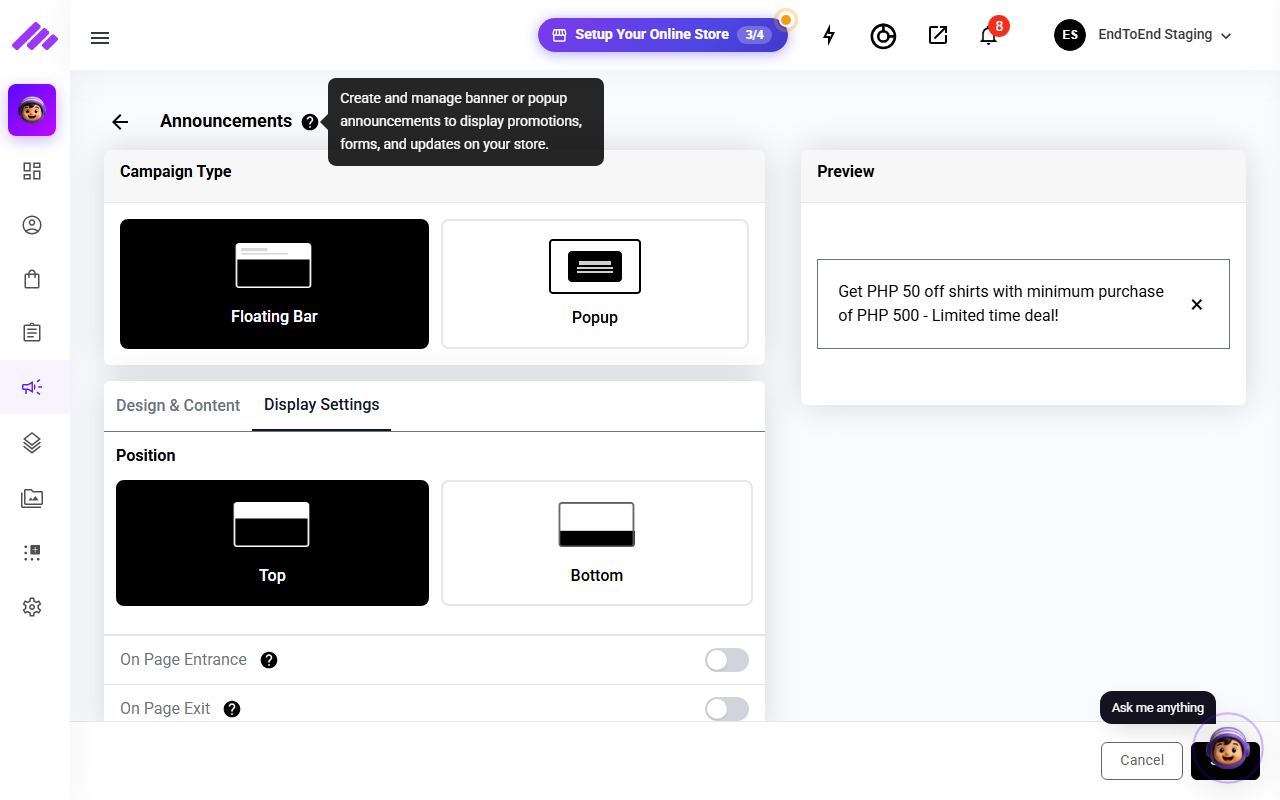 Setup Your Online Store 3/4
8
ES EndToEnd Staging
Create and manage banner or popup
announcements to display promotions,
forms, and updates on your store.
Announcements
Campaign Type
Floating Bar
Popup
Preview
Get PHP 50 off shirts with minimum purchase
of PHP 500 - Limited time deal!
Design & Content
Display Settings
Position
Top
Bottom
On Page Entrance
On Page Exit
Ask me anything
Cancel